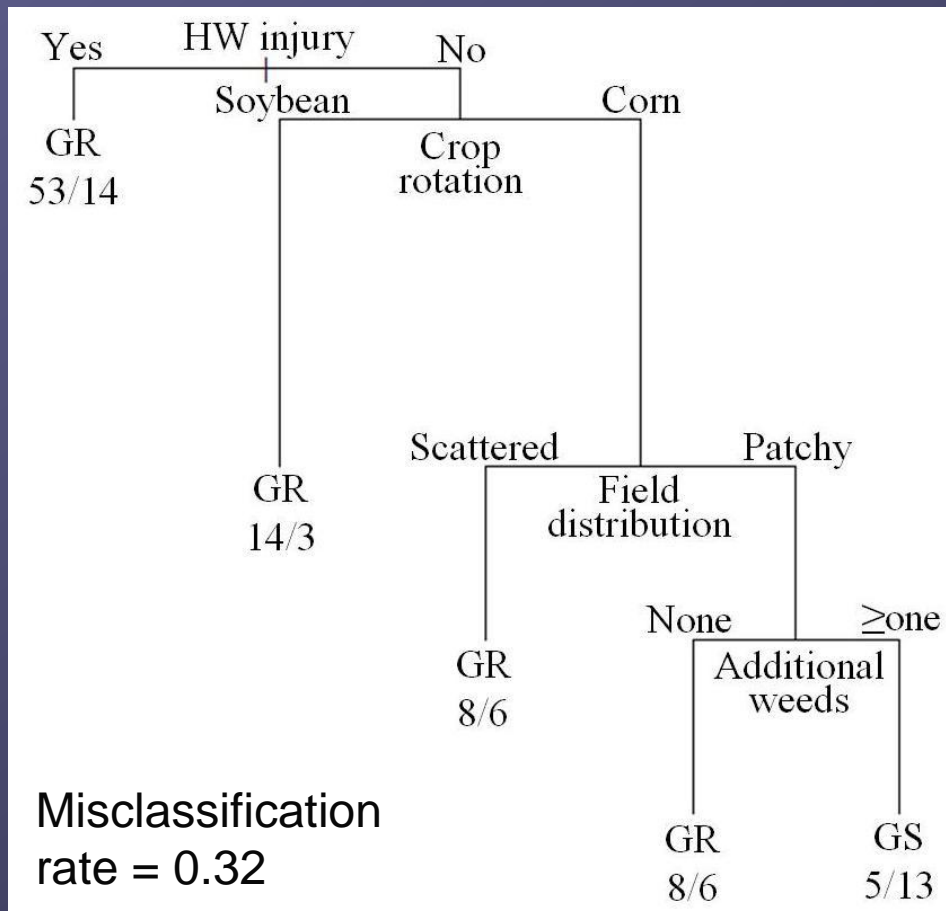 Yes HW injury No
Soybean Corn
GR
53/14
Crop
rotation
Scattered Patchy
GR
14/3
Field
distribution
None ≥one
GR
8/6
Additional
weeds
GR
8/6
GS
5/13
Misclassification
rate = 0.32